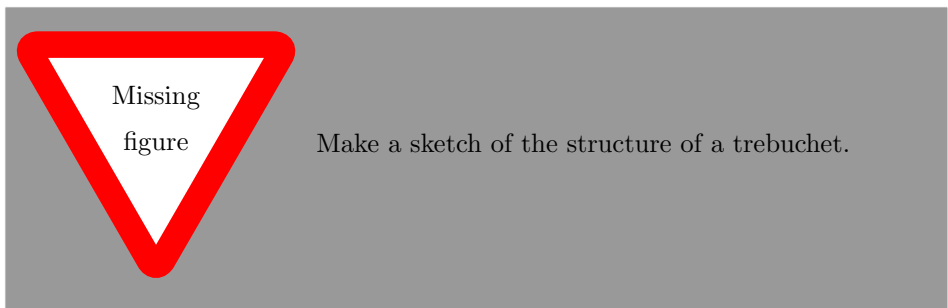 Missing
figure
Make a sketch of the structure of a trebuchet.